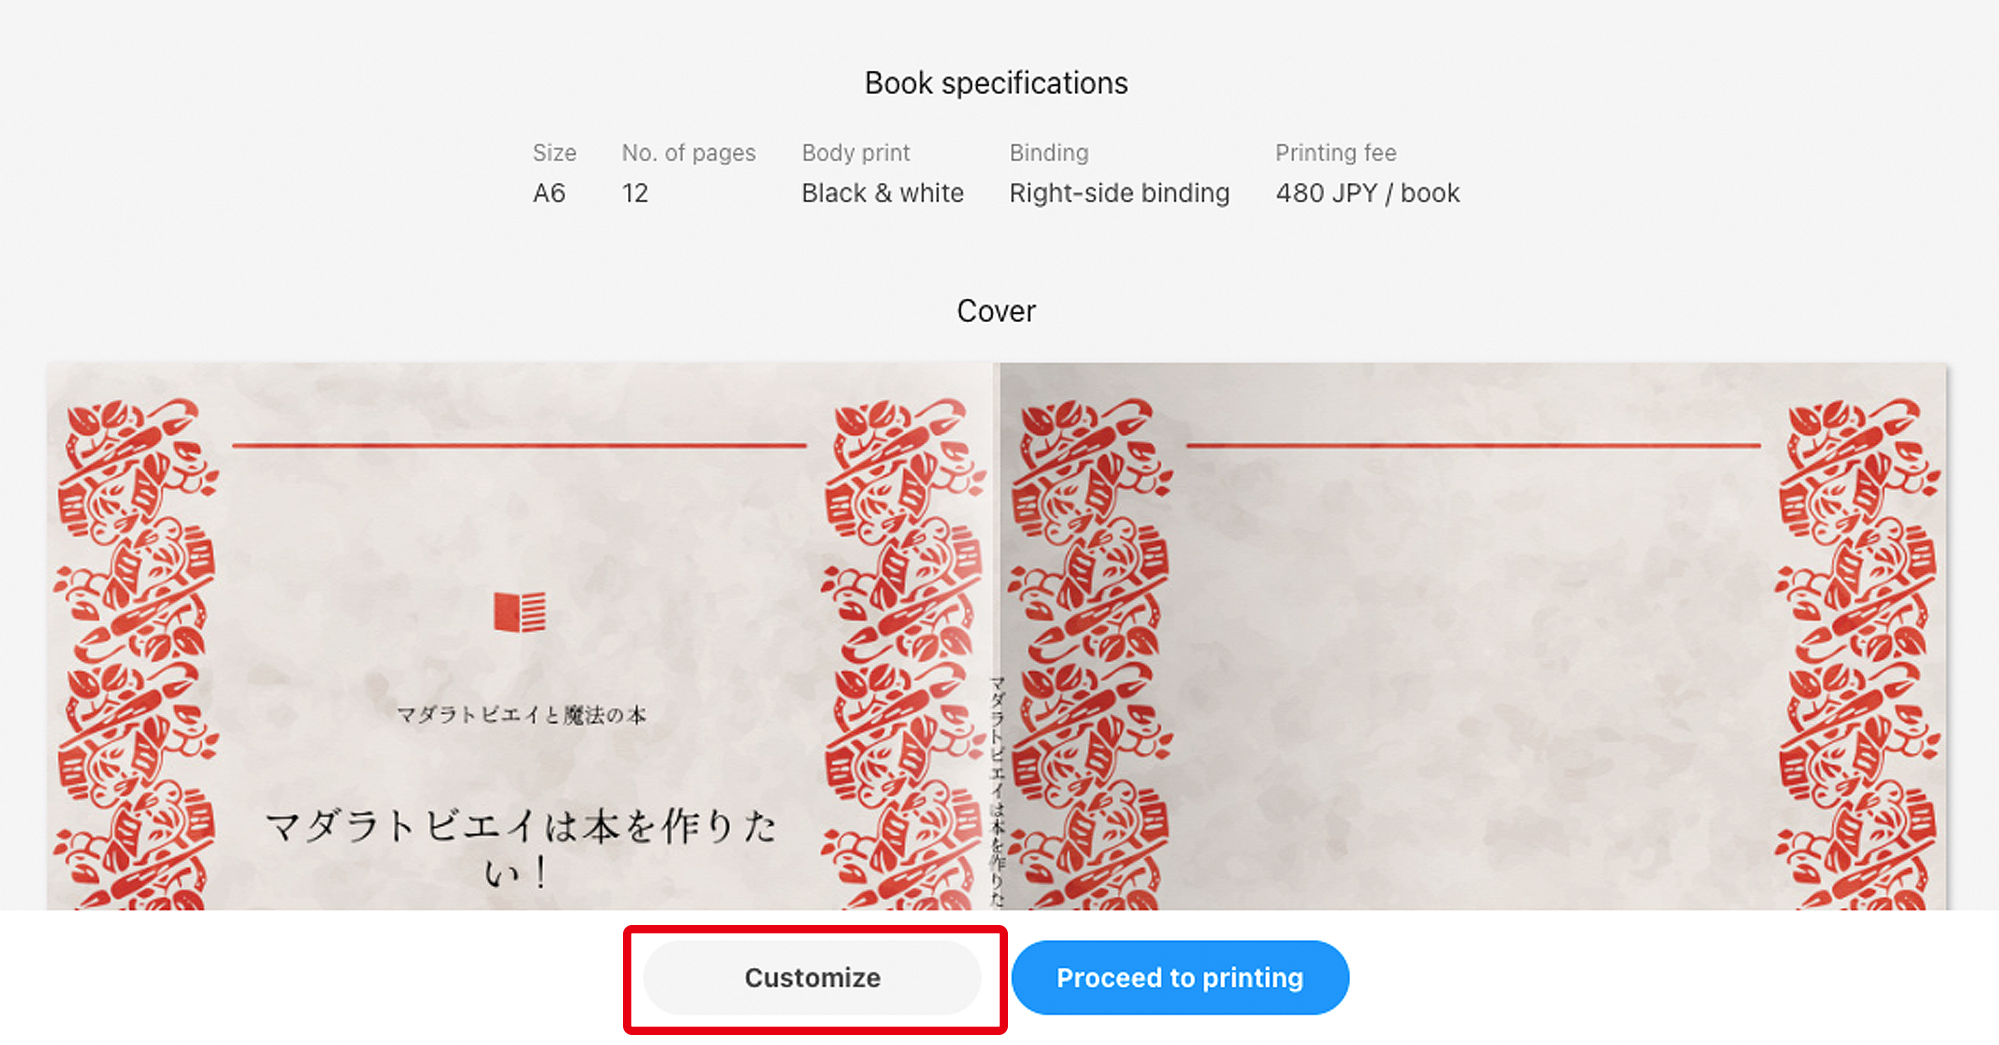 Book specifications
Size No. of pages Body print Binding Printing fee
A6 12 Black & white Right-side binding 480 JPY / book
Cover
マダラトビエイと魔法の本
マダラトビエイは本を作りた
い！
マダラトビエイは本を作りた
Customize
Proceed to printing